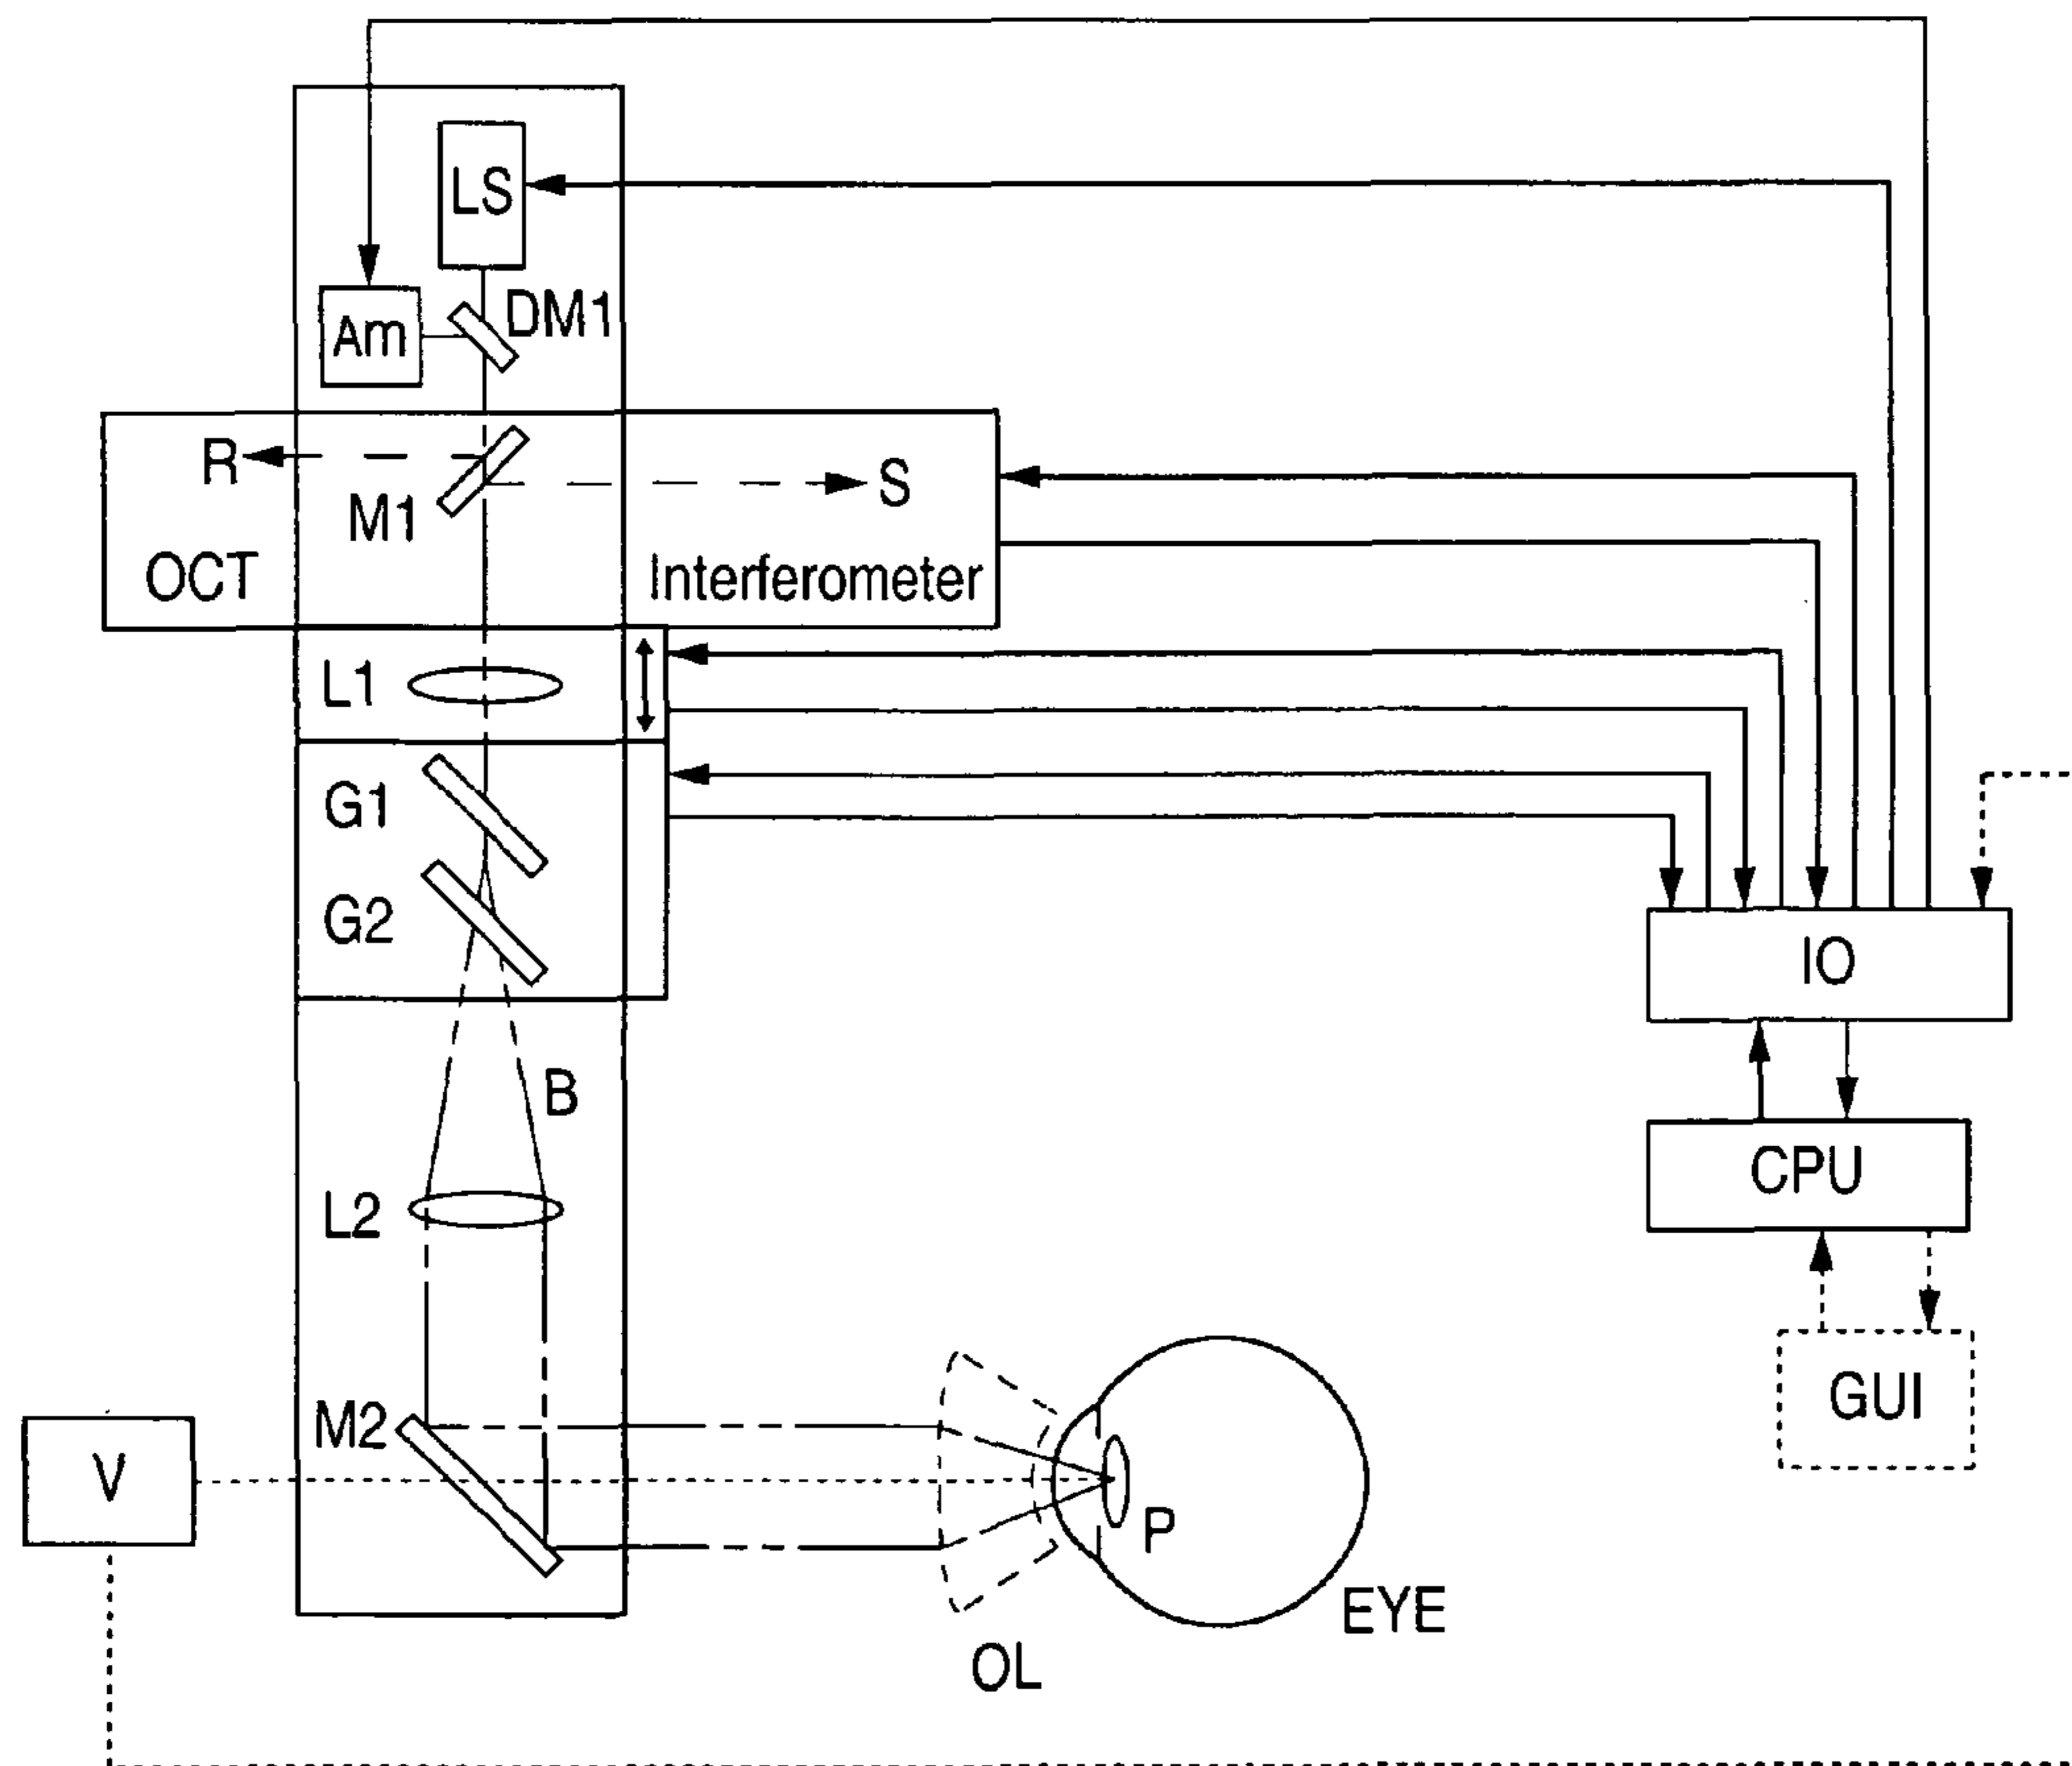 LS
DM1
Am
R
S
M1
OCT
Interferometer
L1
G1
G2
IO
B
CPU
L2
GUI
M2
V
P
EYE
OL